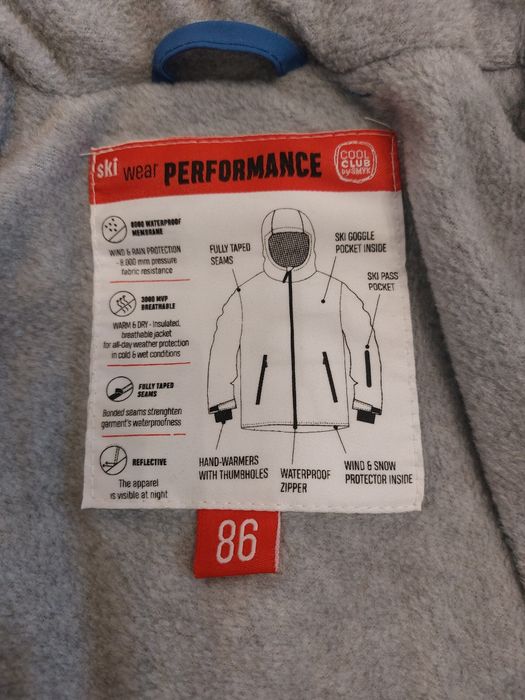 ski wear PERFORMANCE
COOL
CLUB
by SMYK
8000 WATERPROOF
MEMBRANE
WIND & RAIN PROTECTION
- 8.000 mm pressure
fabric resistance
3000 MVP
BREATHABLE
WARM & DRY - Insulated,
breathable jacket
for all-day weather protection
in cold & wet conditions
FULLY TAPED
SEAMS
Bonded seams strenghten
garment's waterproofness
REFLECTIVE
The apparel
is visible at night
FULLY TAPED
SEAMS
SKI GOGGLE
POCKET INSIDE
SKI PASS
POCKET
HAND-WARMERS
WITH THUMBHOLES
WATERPROOF
ZIPPER
WIND & SNOW
PROTECTOR INSIDE
86